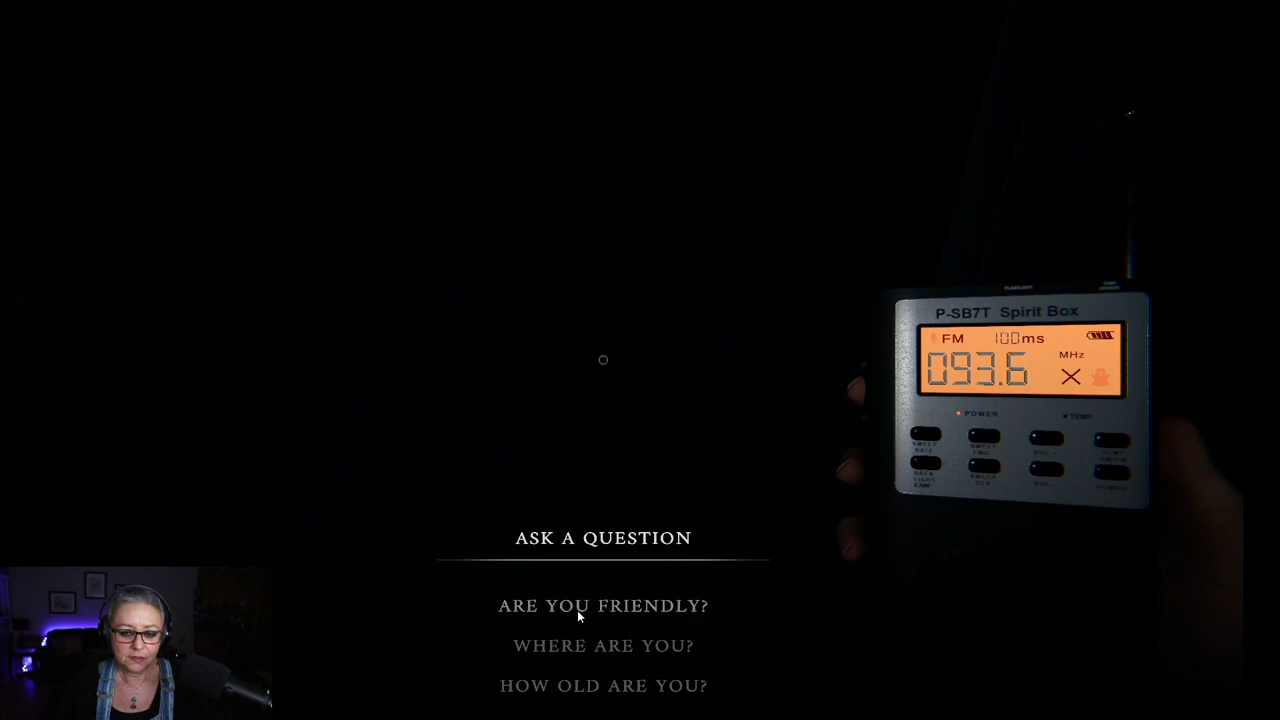 P-SB7T Spirit Box
FM 100ms
093.6 MHz
POWER TEMP
ASK A QUESTION
ARE YOU FRIENDLY?
WHERE ARE YOU?
HOW OLD ARE YOU?